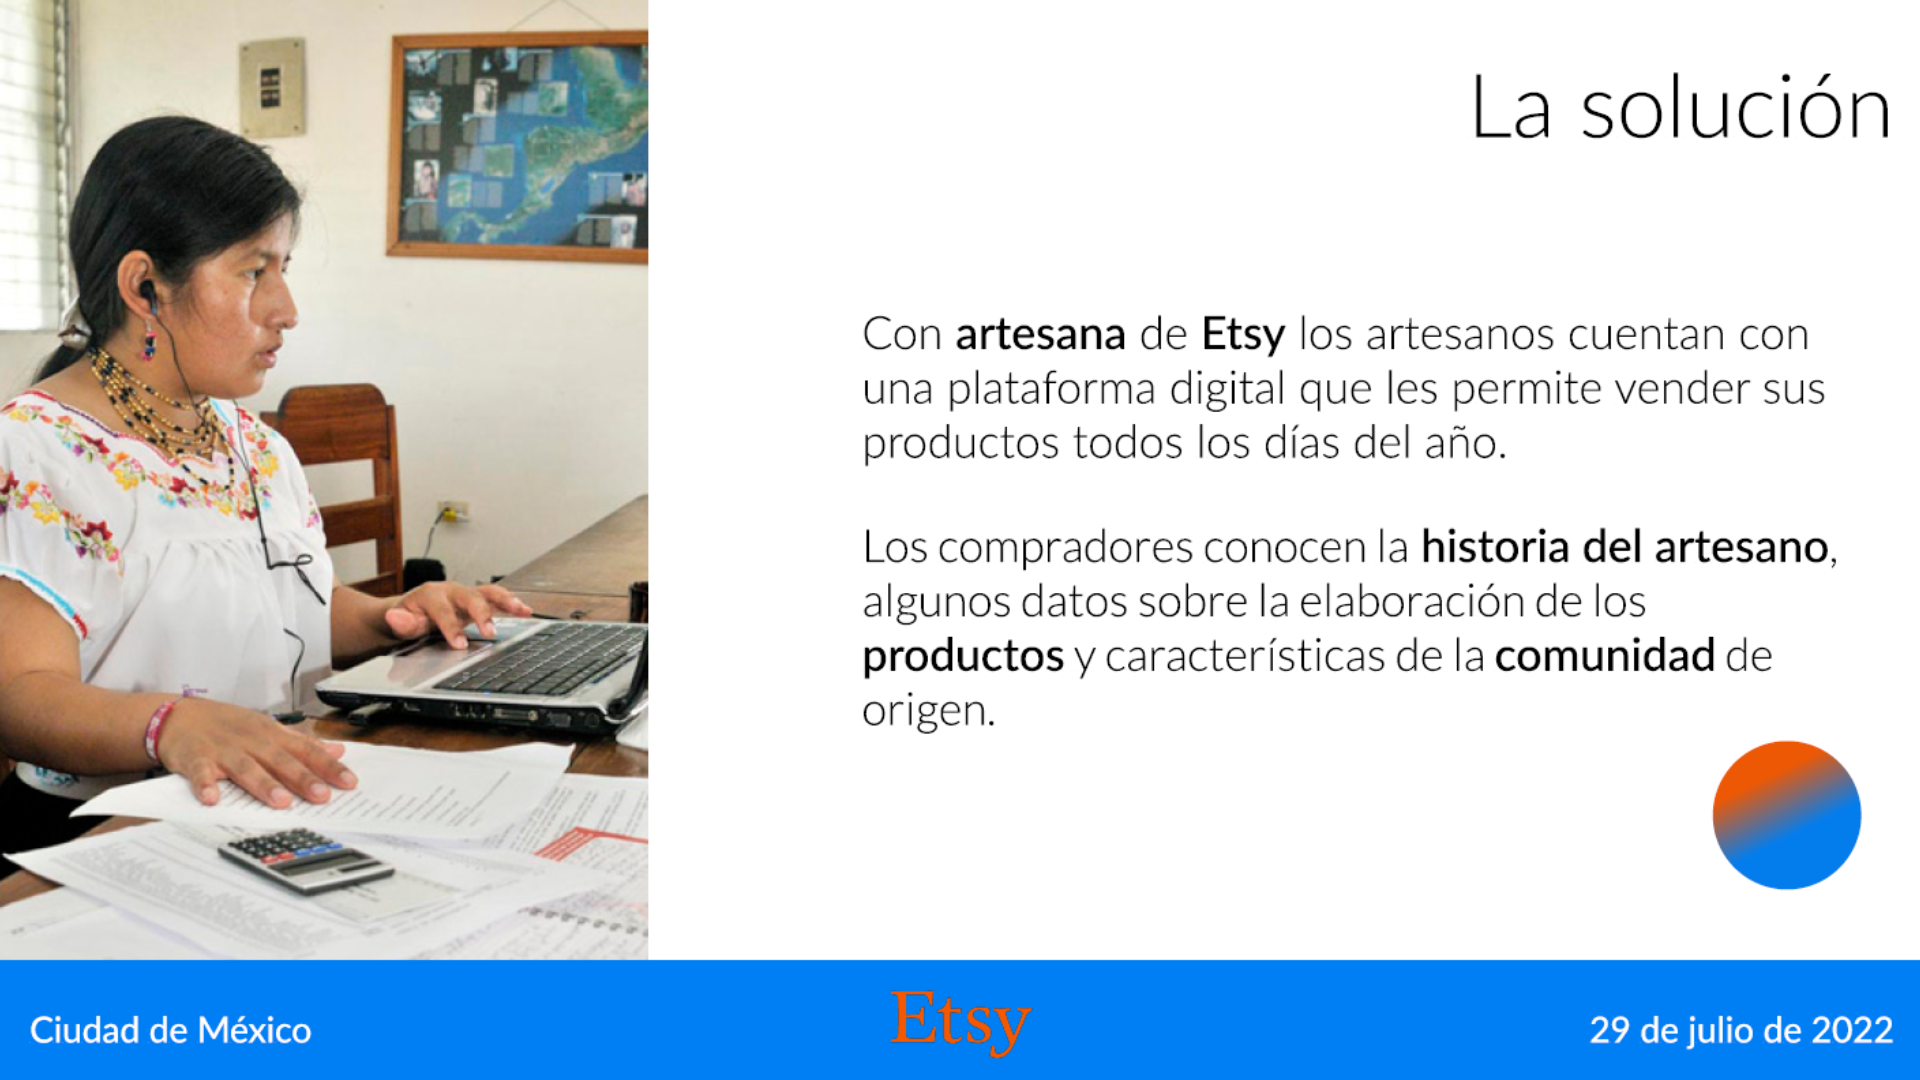 La solución
Con artesana de Etsy los artesanos cuentan con
una plataforma digital que les permite vender sus
productos todos los días del año.
Los compradores conocen la historia del artesano,
algunos datos sobre la elaboración de los
productos y características de la comunidad de
origen.
Ciudad de México
Etsy
29 de julio de 2022